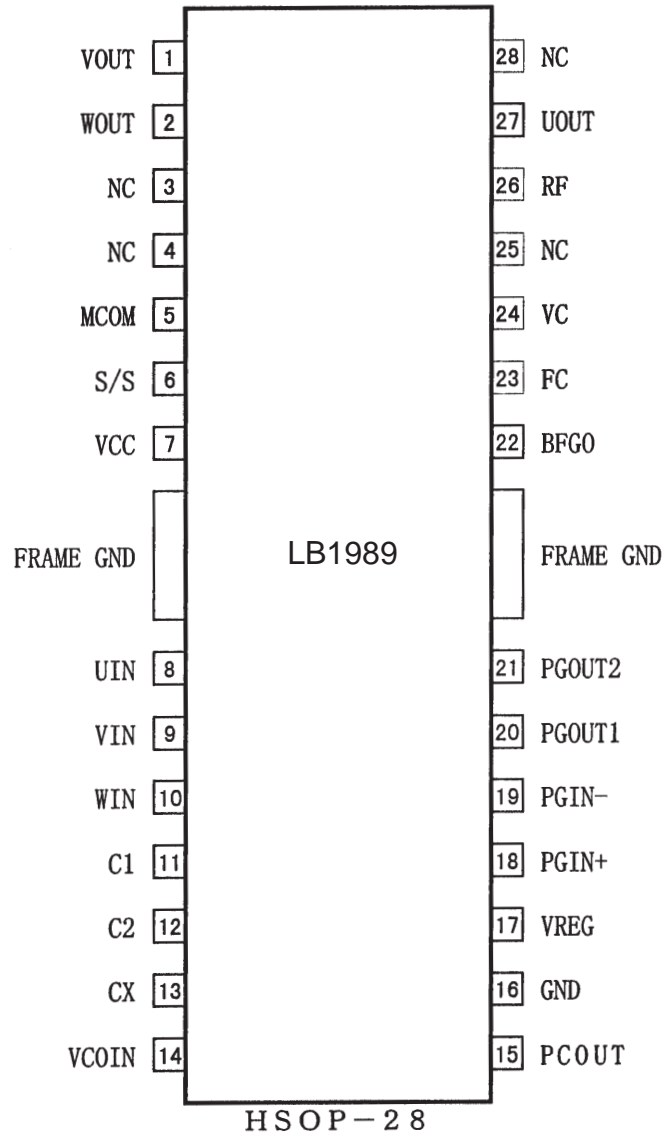 VOUT 1 28 NC
WOUT 2 27 UOUT
NC 3 26 RF
NC 4 25 NC
MCOM 5 24 VC
S/S 6 23 FC
VCC 7 22 BFGO
FRAME GND LB1989 FRAME GND
UIN 8 21 PGOUT2
VIN 9 20 PGOUT1
WIN 10 19 PGIN-
C1 11 18 PGIN+
C2 12 17 VREG
CX 13 16 GND
VCOIN 14 15 PCOUT
HSOP-28